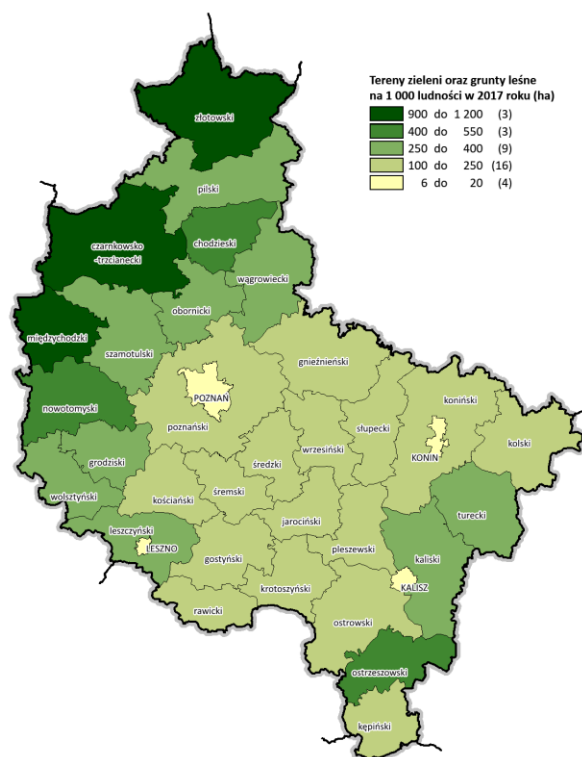 Tereny zieleni oraz grunty leśne
na 1 000 ludności w 2017 roku (ha)
900 do 1 200 (3)
400 do 550 (3)
250 do 400 (9)
100 do 250 (16)
6 do 20 (4)
złotowski
pilski
czarnkowsko
-trzcianecki
chodzieski
wągrowiecki
obornicki
międzychodzki
szamotulski
gnieźnieński
nowotomyski
POZNAŃ
poznański
koniński
słupecki
KONIN
kolski
grodziski
średzki
wrzesiński
wolsztyński
kościański
śremski
turecki
jarociński
leszczyński
LESZNO
gostyński
pleszewski
kaliski
KALISZ
krotoszyński
rawicki
ostrowski
ostrzeszowski
kępiński